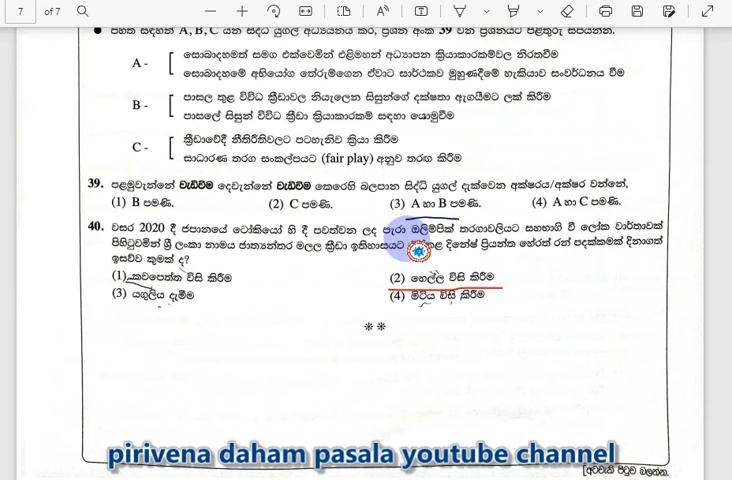 7 of 7
● පහත සඳහන් A, B, C යන සිද්ධි යුගල අධ්‍යයනය කර, ප්‍රශ්න අංක 39 වන ප්‍රශ්නයට පිළිතුරු සපයන්න.
A - සොබාදහමත් සමග එක්වෙමින් එළිමහන් අධ්‍යාපන ක්‍රියාකාරකම්වල නිරතවීම
සොබාදහමේ අභියෝග තේරුම්ගෙන ඒවාට සාර්ථකව මුහුණදීමේ හැකියාව සංවර්ධනය වීම
B - පාසල තුළ විවිධ ක්‍රීඩාවල නියැලෙන සිසුන්ගේ දක්ෂතා ඇගයීමට ලක් කිරීම
පාසලේ සිසුන් විවිධ ක්‍රීඩා ක්‍රියාකාරකම් සඳහා යොමුවීම
C - ක්‍රීඩාවේදී නීතිරීතිවලට පටහැනිව ක්‍රියා කිරීම
සාධාරණ තරග සංකල්පයට (fair play) අනුව තරග කිරීම
39. පළමුවැන්නේ වැඩිවීම දෙවැන්නේ වැඩිවීම කෙරෙහි බලපාන සිද්ධි යුගල් දැක්වෙන අක්ෂරය/අක්ෂර වන්නේ,
(1) B පමණි. (2) C පමණි. (3) A හා B පමණි. (4) A හා C පමණි.
40. වසර 2020 දී ජපානයේ ටෝකියෝ හි දී පවත්වන ලද පැරා ඔලිම්පික් තරගාවලියට සහභාගි වී ලෝක වාර්තාවක්
පිහිටුවමින් ශ්‍රී ලංකා නාමය ජාත්‍යන්තර මලල ක්‍රීඩා ඉතිහාසයට දිනේෂ් ප්‍රියන්ත හේරත් රන් පදක්කමක් දිනාගත්
ඉසව්ව කුමක් ද?
(1) කවපෙත්ත විසි කිරීම (2) හෙල්ල විසි කිරීම
(3) යගුලිය දැමීම (4) මිටිය විසි කිරීම
**
pirivena daham pasala youtube channel
[අටවැනි පිටුව බලන්න.